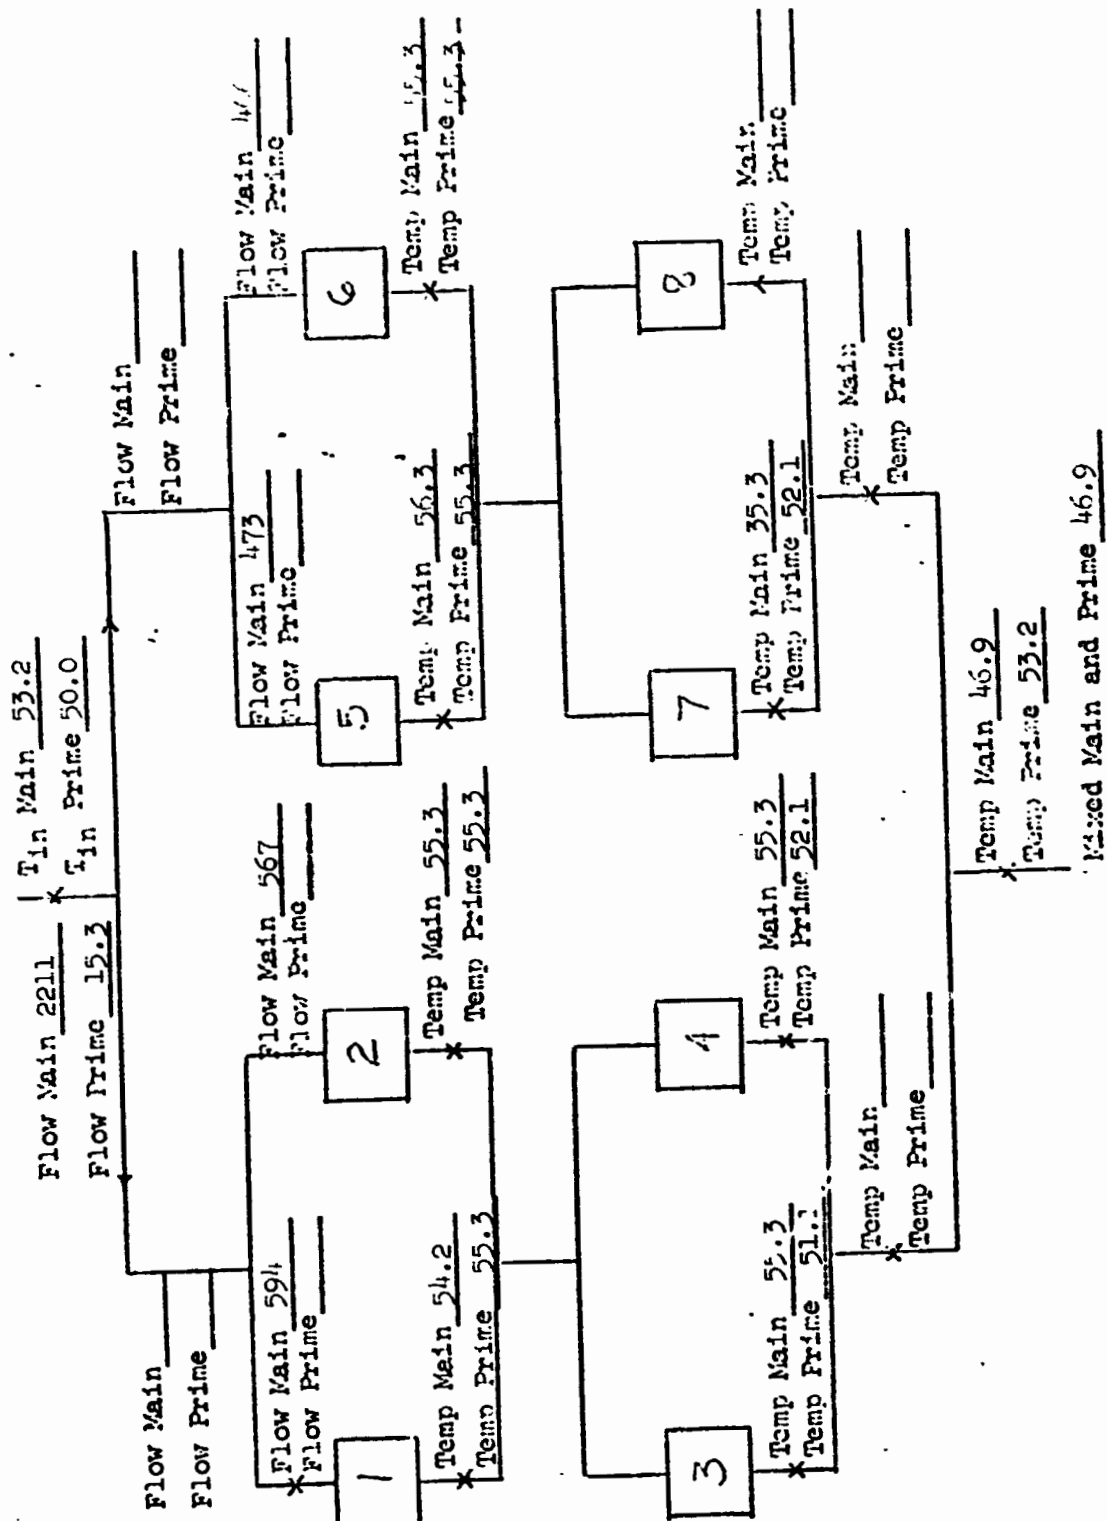 Flow Main 2211
Flow Prime 15.3
Tin Main 53.2
Tin Prime 50.0
Flow Main
Flow Prime
Flow Main
Flow Prime
Flow Main 594
Flow Prime
1
Temp Main 54.2
Temp Prime 55.3
Flow Main 567
Flow Prime
2
Temp Main 55.3
Temp Prime 55.3
Flow Main 473
Flow Prime
5
Temp Main 56.3
Temp Prime 55.3
Flow Main
Flow Prime
6
Temp Main
Temp Prime
3
Temp Main 55.3
Temp Prime
4
Temp Main 55.3
Temp Prime 52.1
7
Temp Main 35.3
Temp Prime 52.1
8
Temp Main
Temp Prime
Temp Main
Temp Prime
Temp Main
Temp Prime
Temp Main 46.9
Temp Prime 53.2
Mixed Main and Prime 46.9